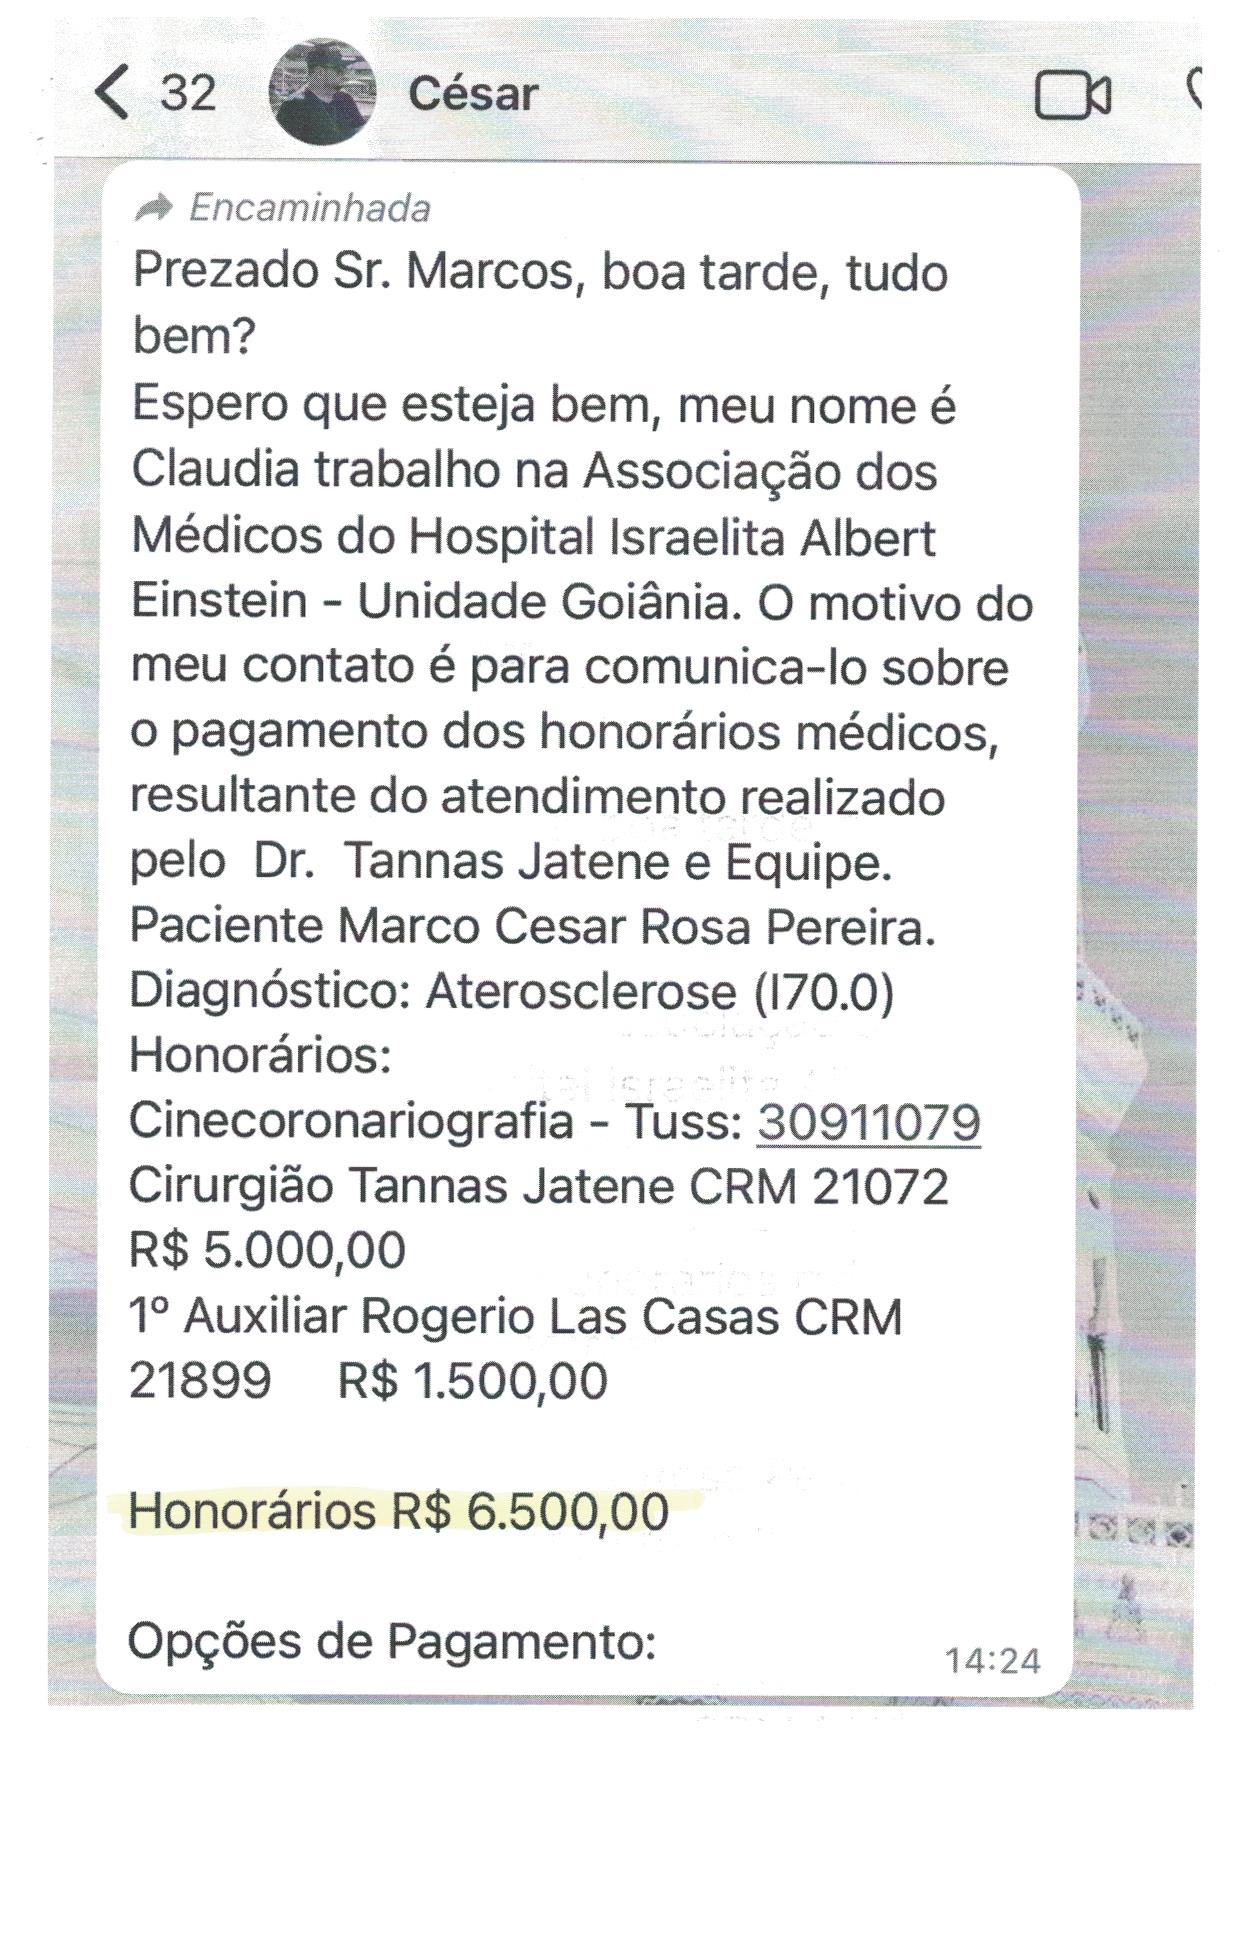 32 César
Encaminhada
Prezado Sr. Marcos, boa tarde, tudo
bem?
Espero que esteja bem, meu nome é
Claudia trabalho na Associação dos
Médicos do Hospital Israelita Albert
Einstein - Unidade Goiânia. O motivo do
meu contato é para comunica-lo sobre
o pagamento dos honorários médicos,
resultante do atendimento realizado
pelo Dr. Tannas Jatene e Equipe.
Paciente Marco Cesar Rosa Pereira.
Diagnóstico: Aterosclerose (I70.0)
Honorários:
Cinecoronariografia - Tuss: 30911079
Cirurgião Tannas Jatene CRM 21072
R$ 5.000,00
1º Auxiliar Rogerio Las Casas CRM
21899 R$ 1.500,00
Honorários R$ 6.500,00
Opções de Pagamento:
14:24